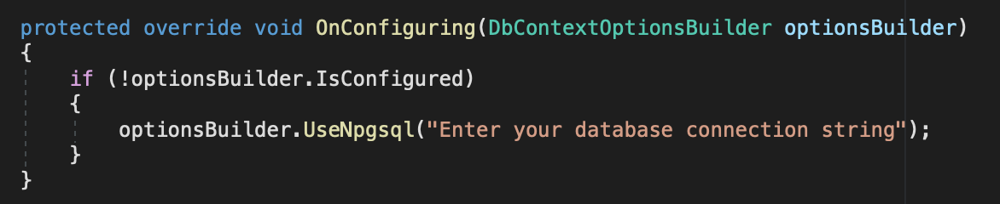 protected override void OnConfiguring(DbContextOptionsBuilder optionsBuilder)
{
    if (!optionsBuilder.IsConfigured)
    {
        optionsBuilder.UseNpgsql("Enter your database connection string");
    }
}